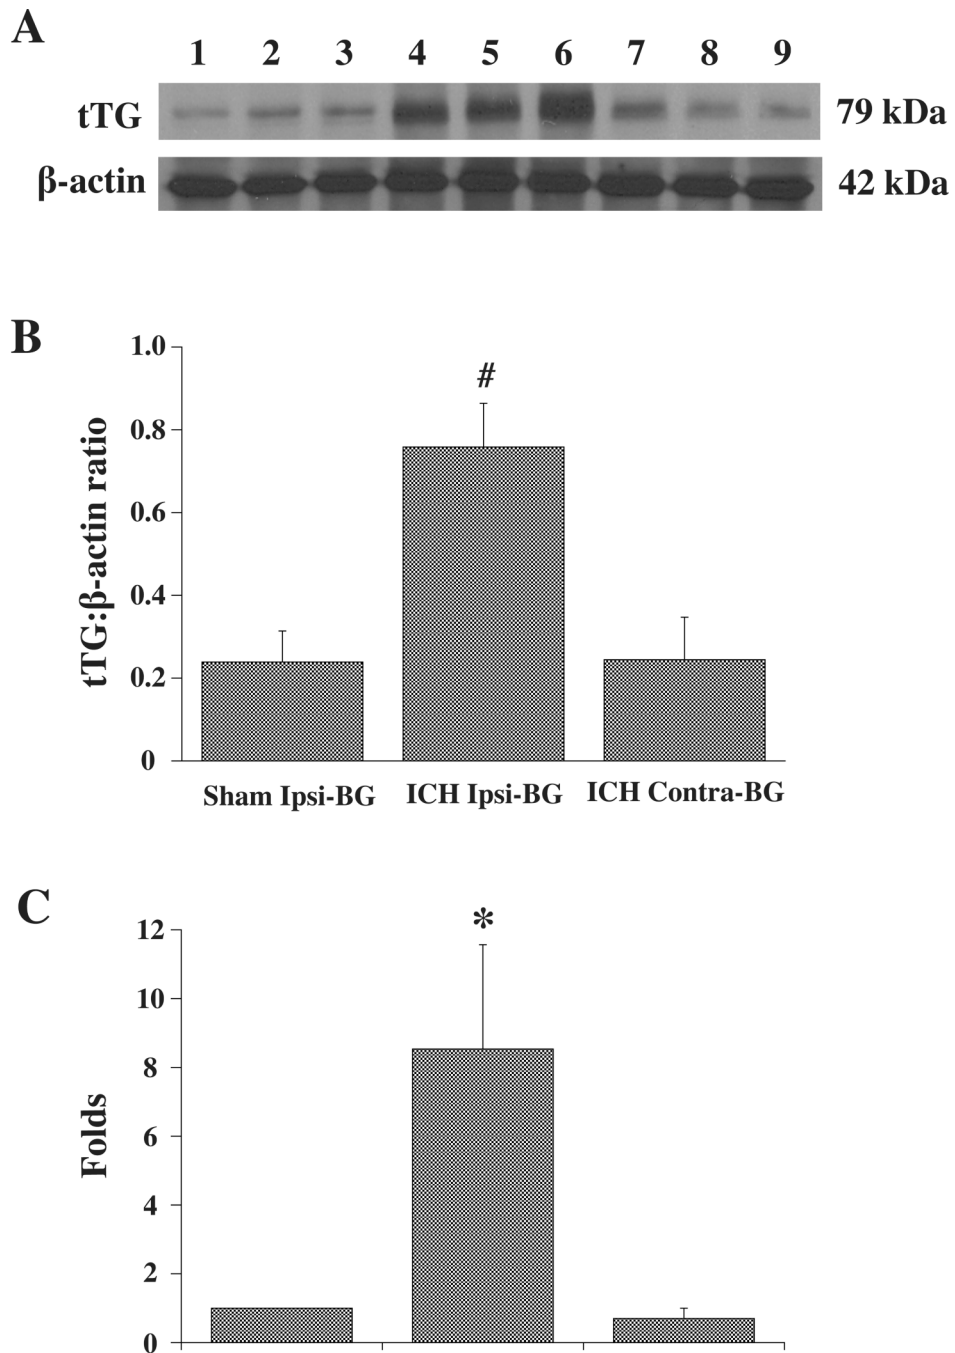 A
1 2 3 4 5 6 7 8 9
tTG 79 kDa
β-actin 42 kDa
B
1.0
#
0.8
0.6
0.4
0.2
0
tTG:β-actin ratio
Sham Ipsi-BG ICH Ipsi-BG ICH Contra-BG
C
12
*
10
8
6
4
2
0
Folds